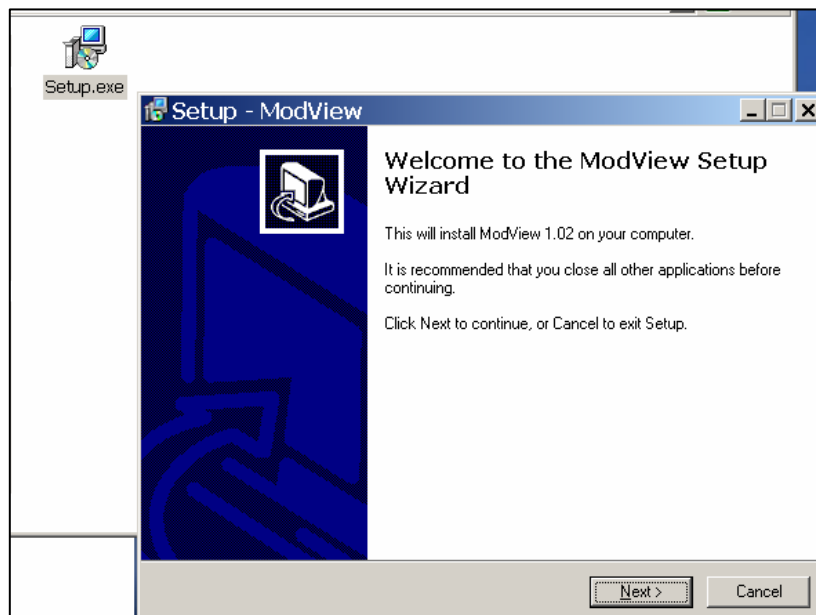 Setup.exe
Setup - ModView
Welcome to the ModView Setup
Wizard
This will install ModView 1.02 on your computer.
It is recommended that you close all other applications before
continuing.
Click Next to continue, or Cancel to exit Setup.
Next >
Cancel